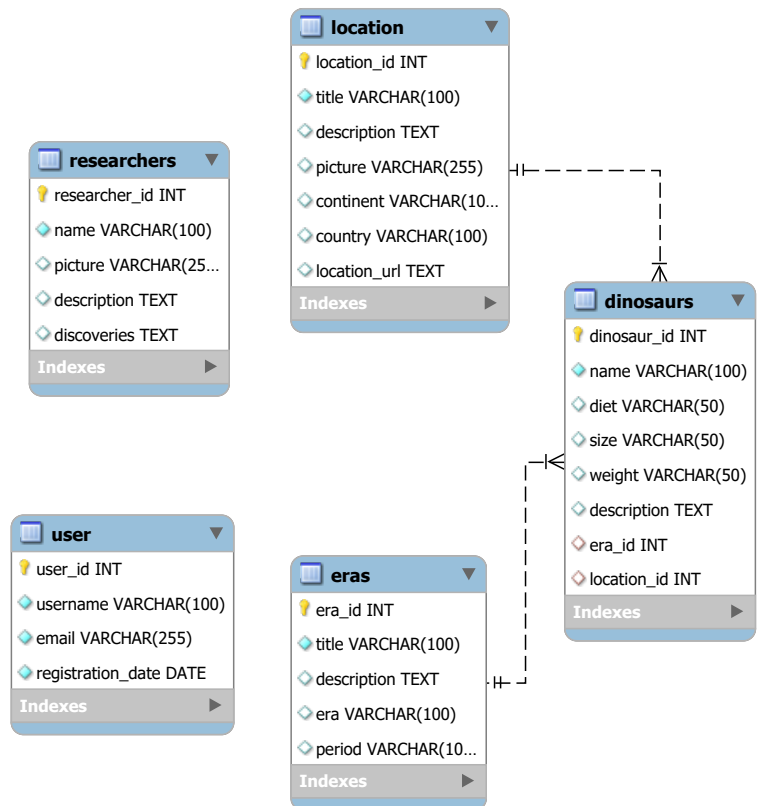 location
location_id INT
title VARCHAR(100)
description TEXT
picture VARCHAR(255)
continent VARCHAR(10...
country VARCHAR(100)
location_url TEXT
Indexes
researchers
researcher_id INT
name VARCHAR(100)
picture VARCHAR(25...
description TEXT
discoveries TEXT
Indexes
dinosaurs
dinosaur_id INT
name VARCHAR(100)
diet VARCHAR(50)
size VARCHAR(50)
weight VARCHAR(50)
description TEXT
era_id INT
location_id INT
Indexes
user
user_id INT
username VARCHAR(100)
email VARCHAR(255)
registration_date DATE
Indexes
eras
era_id INT
title VARCHAR(100)
description TEXT
era VARCHAR(100)
period VARCHAR(10...
Indexes